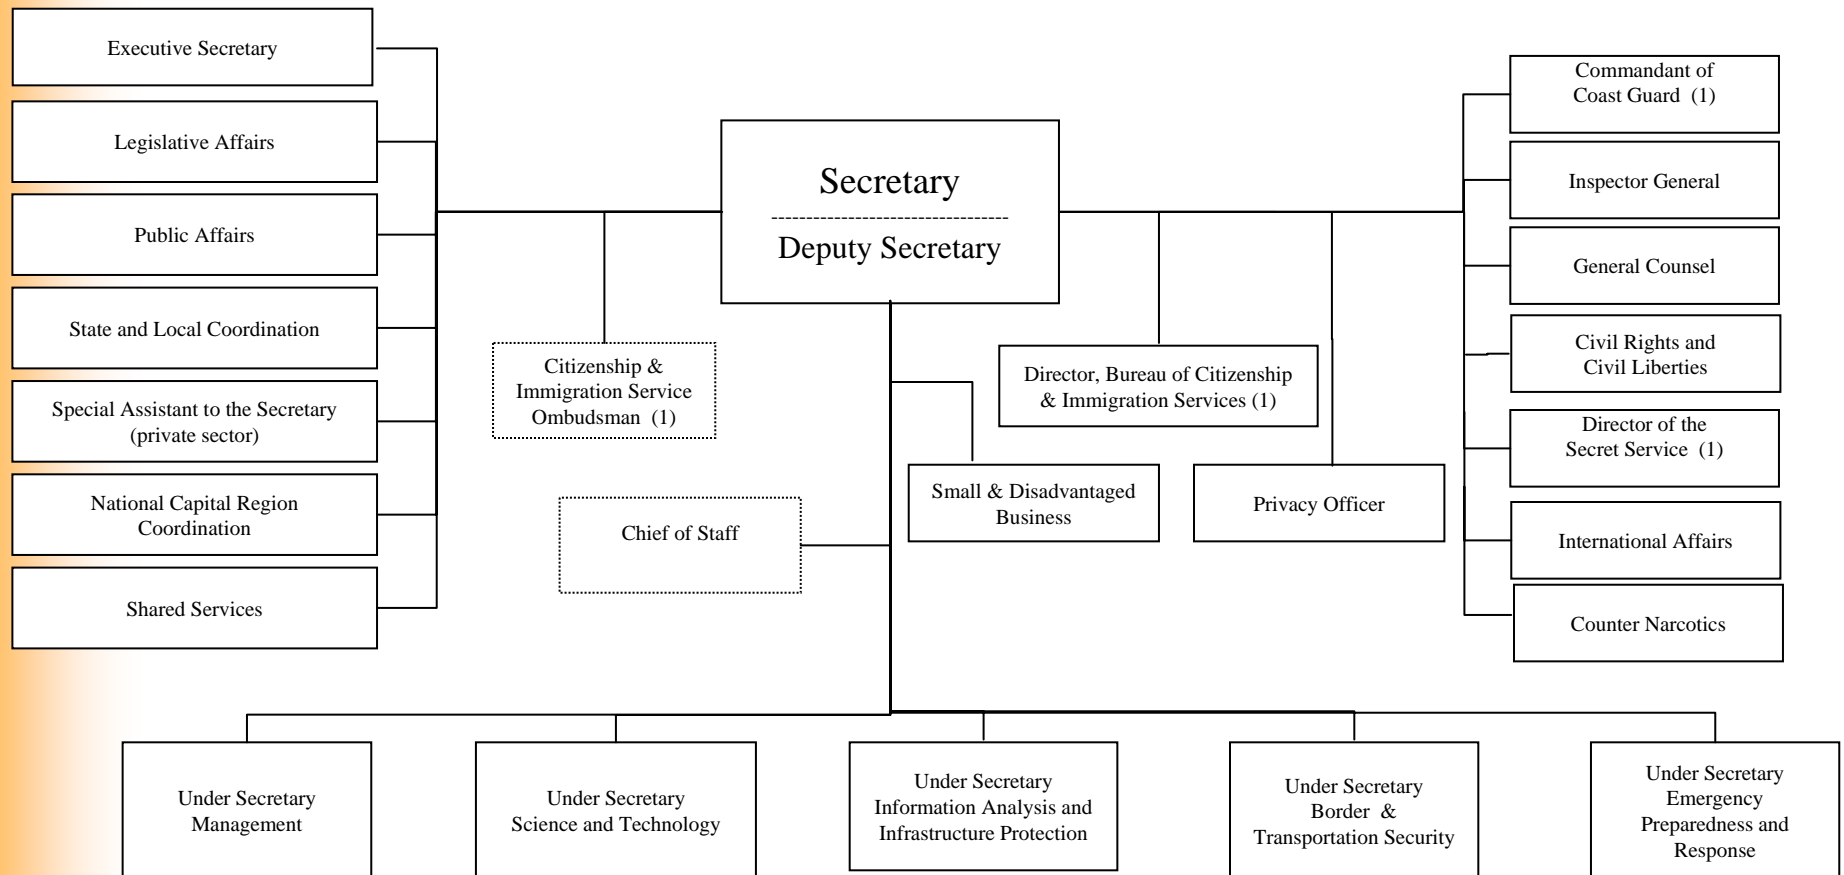 Executive Secretary
Legislative Affairs
Public Affairs
State and Local Coordination
Special Assistant to the Secretary
(private sector)
National Capital Region
Coordination
Shared Services
Secretary
----------------------------------
Deputy Secretary
Citizenship &
Immigration Service
Ombudsman (1)
Chief of Staff
Small & Disadvantaged
Business
Director, Bureau of Citizenship
& Immigration Services (1)
Privacy Officer
Commandant of
Coast Guard (1)
Inspector General
General Counsel
Civil Rights and
Civil Liberties
Director of the
Secret Service (1)
International Affairs
Counter Narcotics
Under Secretary
Management
Under Secretary
Science and Technology
Under Secretary
Information Analysis and
Infrastructure Protection
Under Secretary
Border &
Transportation Security
Under Secretary
Emergency
Preparedness and
Response